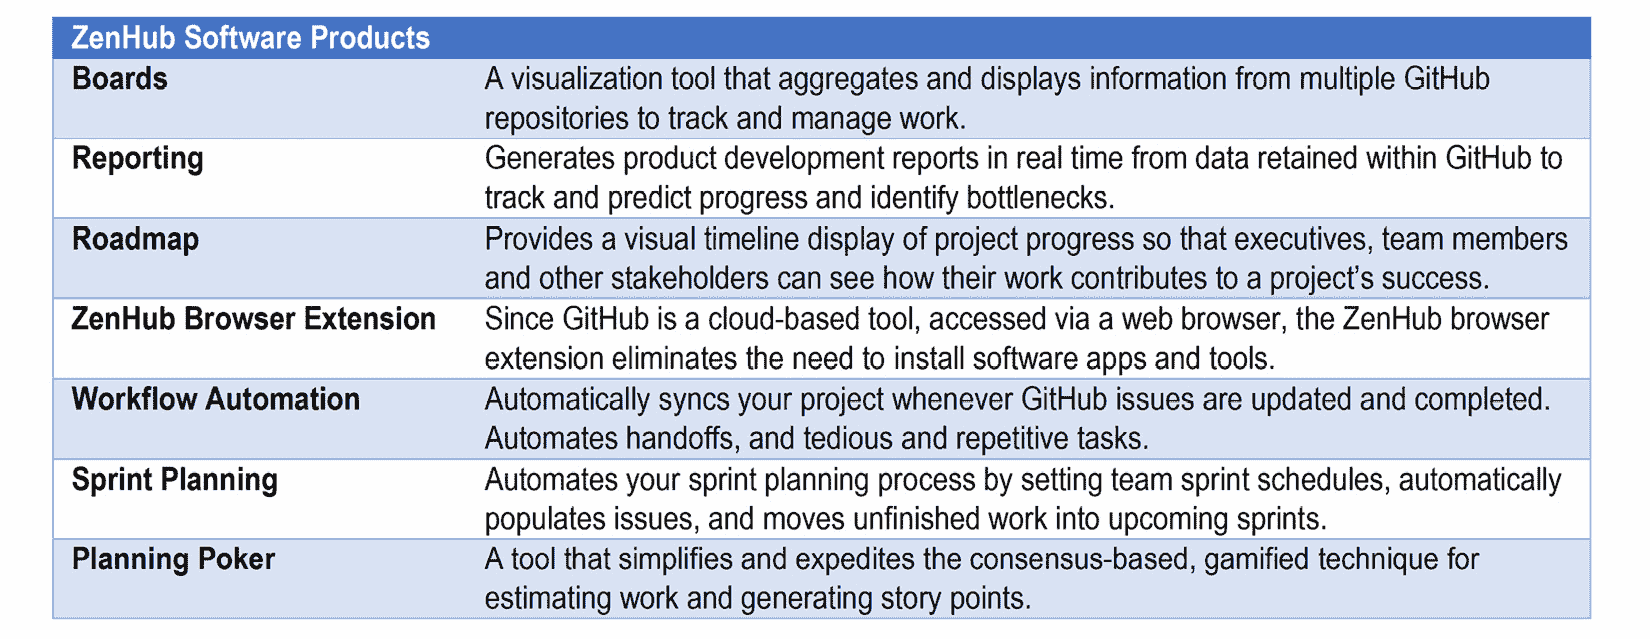 ZenHub Software Products
Boards
A visualization tool that aggregates and displays information from multiple GitHub
repositories to track and manage work.
Reporting
Generates product development reports in real time from data retained within GitHub to
track and predict progress and identify bottlenecks.
Roadmap
Provides a visual timeline display of project progress so that executives, team members
and other stakeholders can see how their work contributes to a project's success.
ZenHub Browser Extension
Since GitHub is a cloud-based tool, accessed via a web browser, the ZenHub browser
extension eliminates the need to install software apps and tools.
Workflow Automation
Automatically syncs your project whenever GitHub issues are updated and completed.
Automates handoffs, and tedious and repetitive tasks.
Sprint Planning
Automates your sprint planning process by setting team sprint schedules, automatically
populates issues, and moves unfinished work into upcoming sprints.
Planning Poker
A tool that simplifies and expedites the consensus-based, gamified technique for
estimating work and generating story points.